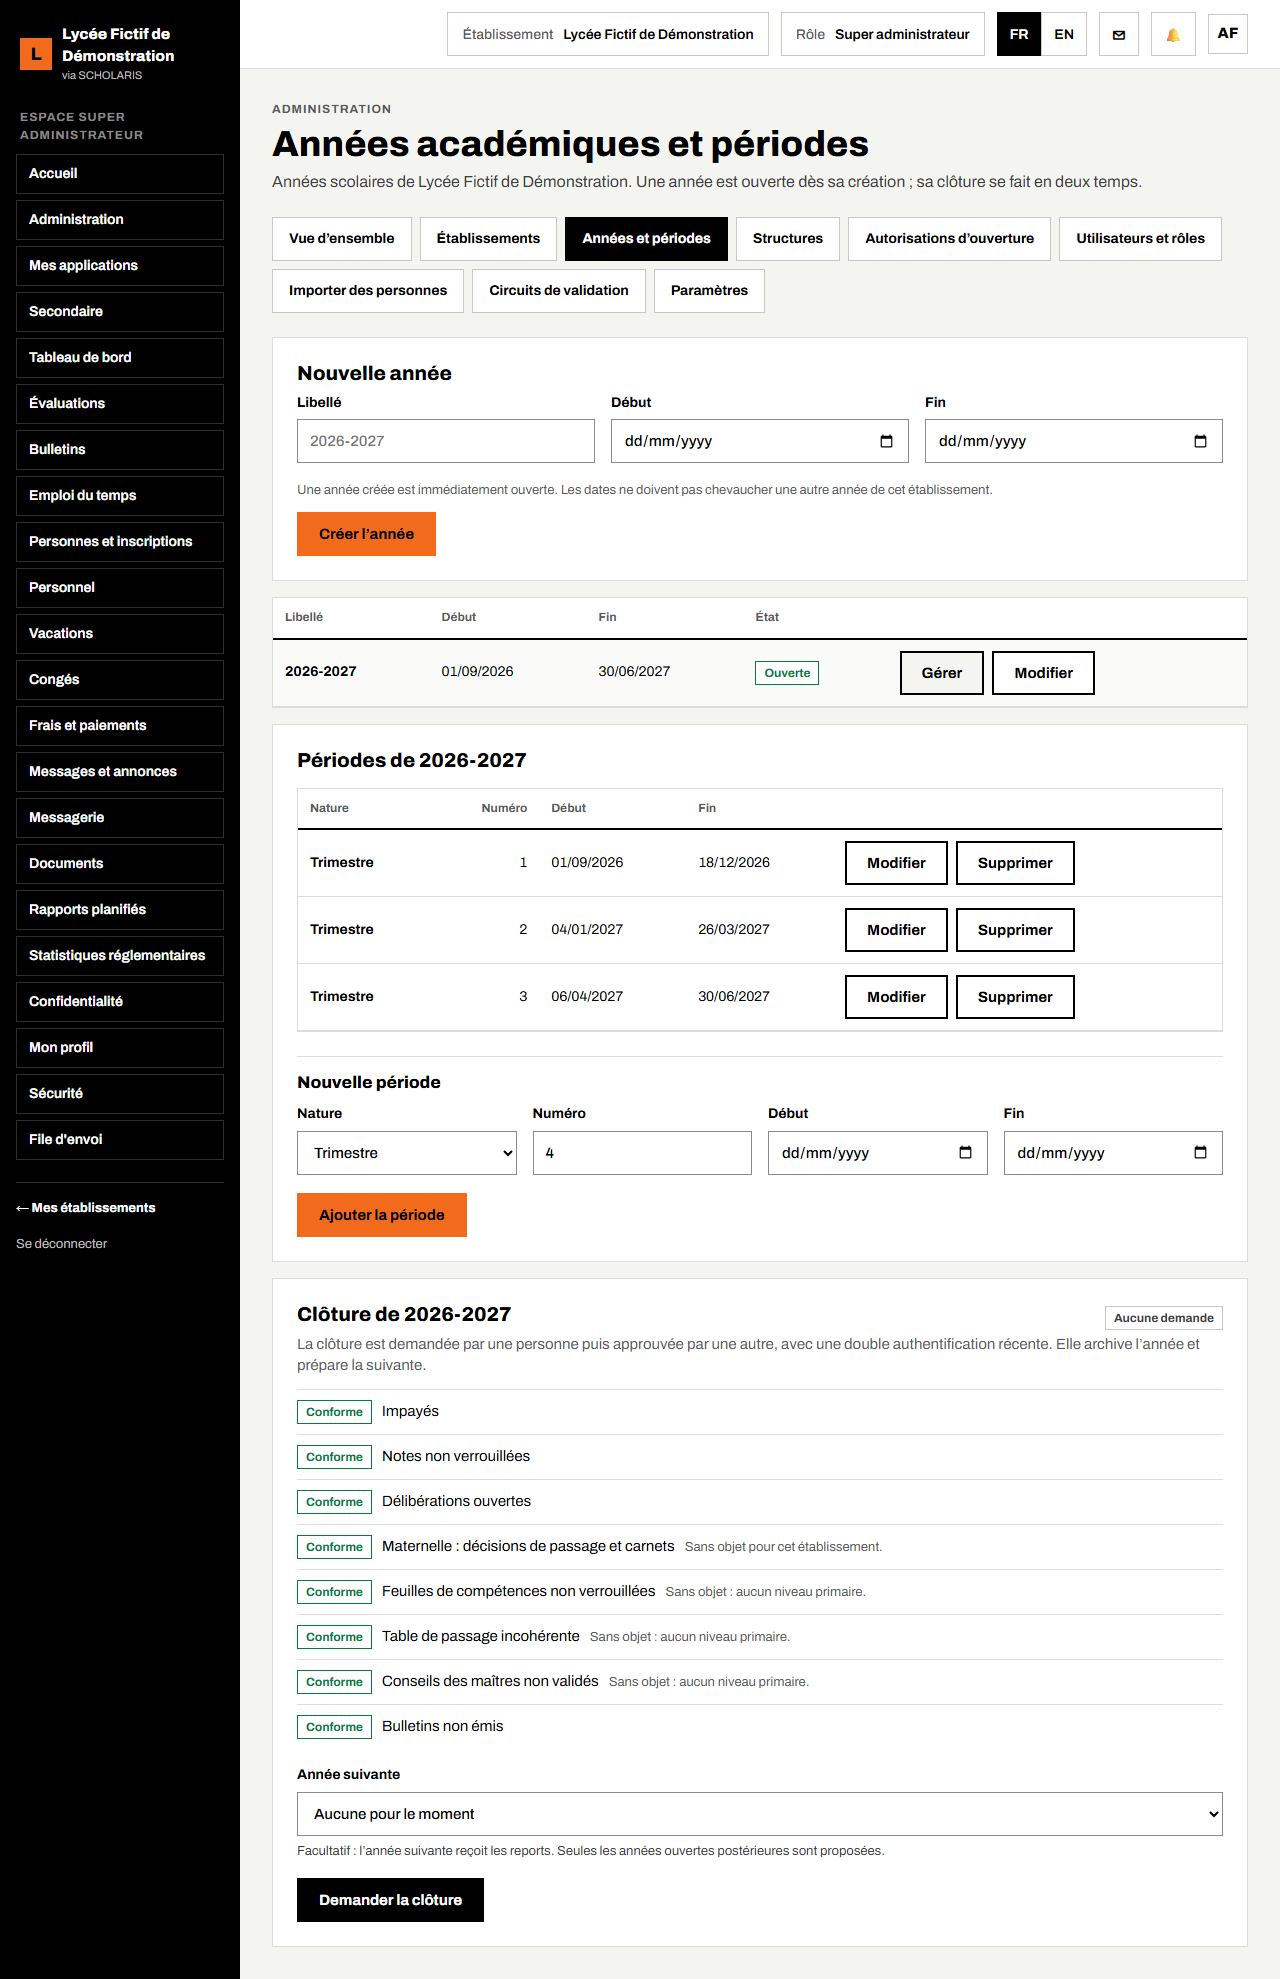 L
Lycée Fictif de
Démonstration
via SCHOLARIS
ESPACE SUPER
ADMINISTRATEUR
Accueil
Administration
Mes applications
Secondaire
Tableau de bord
Évaluations
Bulletins
Emploi du temps
Personnes et inscriptions
Personnel
Vacations
Congés
Frais et paiements
Messages et annonces
Messagerie
Documents
Rapports planifiés
Statistiques réglementaires
Confidentialité
Mon profil
Sécurité
File d'envoi
← Mes établissements
Se déconnecter
Établissement Lycée Fictif de Démonstration
Rôle Super administrateur
FR EN
AF
ADMINISTRATION
Années académiques et périodes
Années scolaires de Lycée Fictif de Démonstration. Une année est ouverte dès sa création ; sa clôture se fait en deux temps.
Vue d’ensemble Établissements Années et périodes Structures Autorisations d’ouverture Utilisateurs et rôles
Importer des personnes Circuits de validation Paramètres
Nouvelle année
Libellé Début Fin
2026-2027 dd/mm/yyyy dd/mm/yyyy
Une année créée est immédiatement ouverte. Les dates ne doivent pas chevaucher une autre année de cet établissement.
Créer l’année
Libellé Début Fin État
2026-2027 01/09/2026 30/06/2027 Ouverte Gérer Modifier
Périodes de 2026-2027
Nature Numéro Début Fin
Trimestre 1 01/09/2026 18/12/2026 Modifier Supprimer
Trimestre 2 04/01/2027 26/03/2027 Modifier Supprimer
Trimestre 3 06/04/2027 30/06/2027 Modifier Supprimer
Nouvelle période
Nature Numéro Début Fin
Trimestre 4 dd/mm/yyyy dd/mm/yyyy
Ajouter la période
Clôture de 2026-2027
Aucune demande
La clôture est demandée par une personne puis approuvée par une autre, avec une double authentification récente. Elle archive l’année et
prépare la suivante.
Conforme Impayés
Conforme Notes non verrouillées
Conforme Délibérations ouvertes
Conforme Maternelle : décisions de passage et carnets Sans objet pour cet établissement.
Conforme Feuilles de compétences non verrouillées Sans objet : aucun niveau primaire.
Conforme Table de passage incohérente Sans objet : aucun niveau primaire.
Conforme Conseils des maîtres non validés Sans objet : aucun niveau primaire.
Conforme Bulletins non émis
Année suivante
Aucune pour le moment
Facultatif : l’année suivante reçoit les reports. Seules les années ouvertes postérieures sont proposées.
Demander la clôture